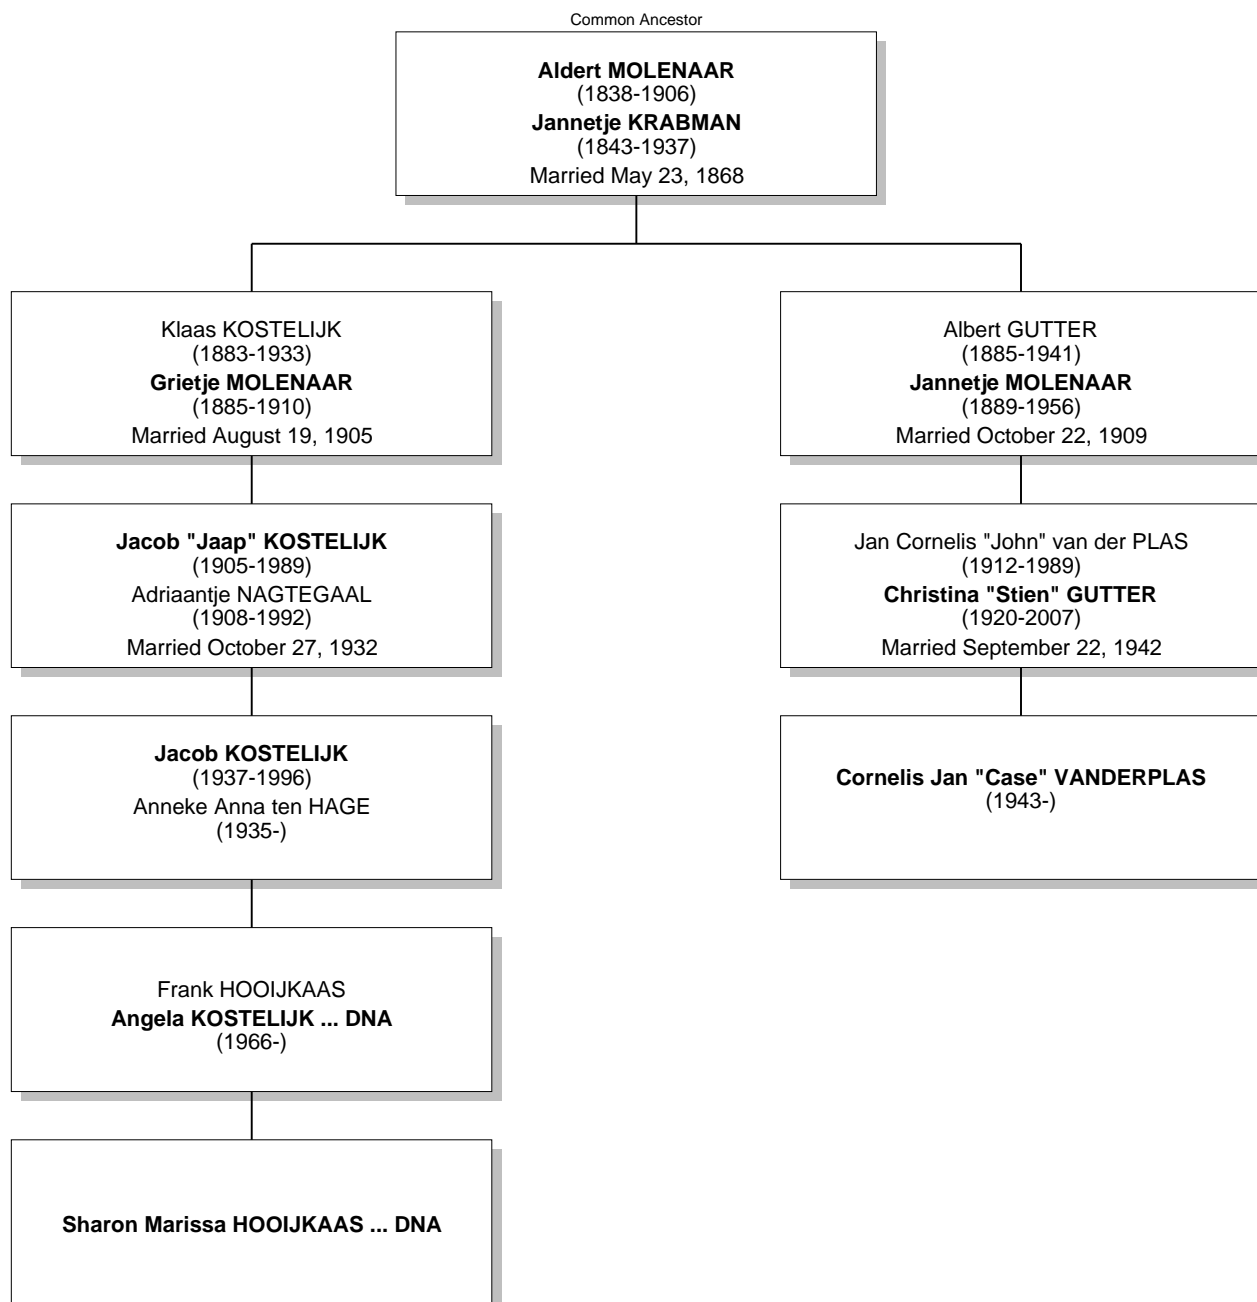 Common Ancestor
Aldert MOLENAAR
(1838-1906)
Jannetje KRABMAN
(1843-1937)
Married May 23, 1868
Klaas KOSTELIJK
(1883-1933)
Grietje MOLENAAR
(1885-1910)
Married August 19, 1905
Albert GUTTER
(1885-1941)
Jannetje MOLENAAR
(1889-1956)
Married October 22, 1909
Jacob "Jaap" KOSTELIJK
(1905-1989)
Adriaantje NAGTEGAAL
(1908-1992)
Married October 27, 1932
Jan Cornelis "John" van der PLAS
(1912-1989)
Christina "Stien" GUTTER
(1920-2007)
Married September 22, 1942
Jacob KOSTELIJK
(1937-1996)
Anneke Anna ten HAGE
(1935-)
Cornelis Jan "Case" VANDERPLAS
(1943-)
Frank HOOIJKAAS
Angela KOSTELIJK ... DNA
(1966-)
Sharon Marissa HOOIJKAAS ... DNA